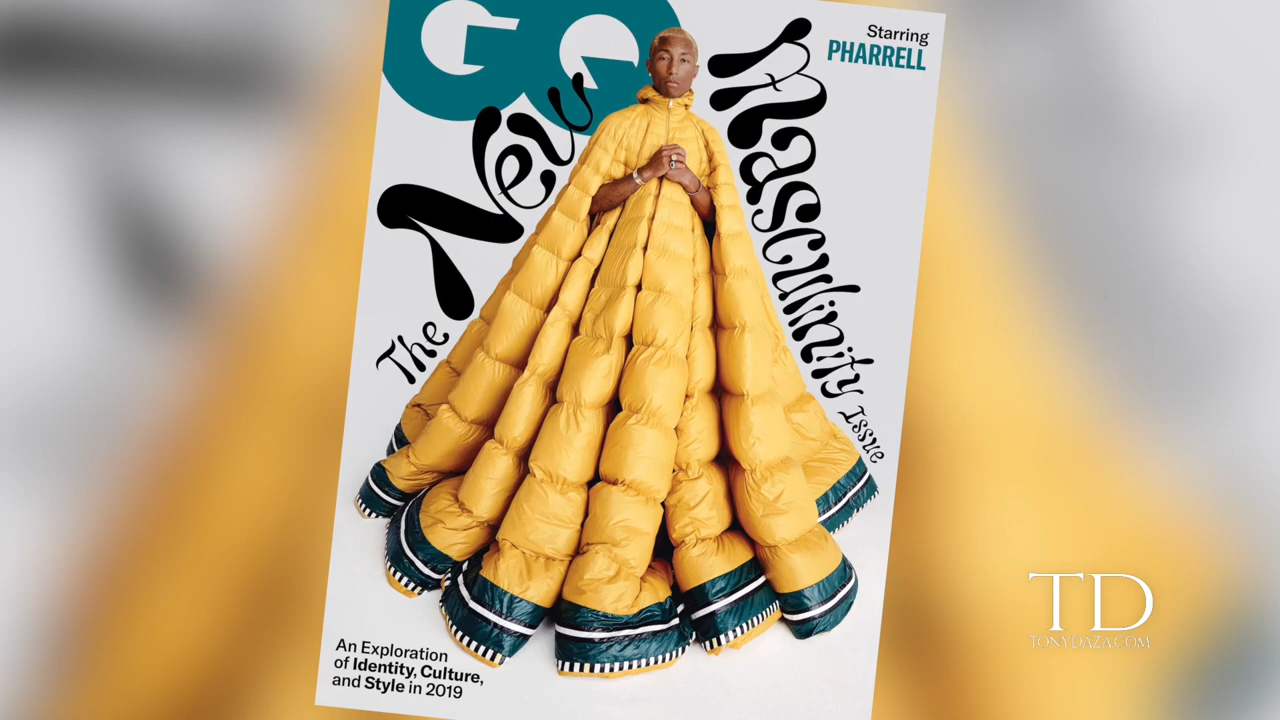 GQ
Starring
PHARRELL
The New
Masculinity Issue
An Exploration
of Identity, Culture,
and Style in 2019
TD
TONYDAZA.COM